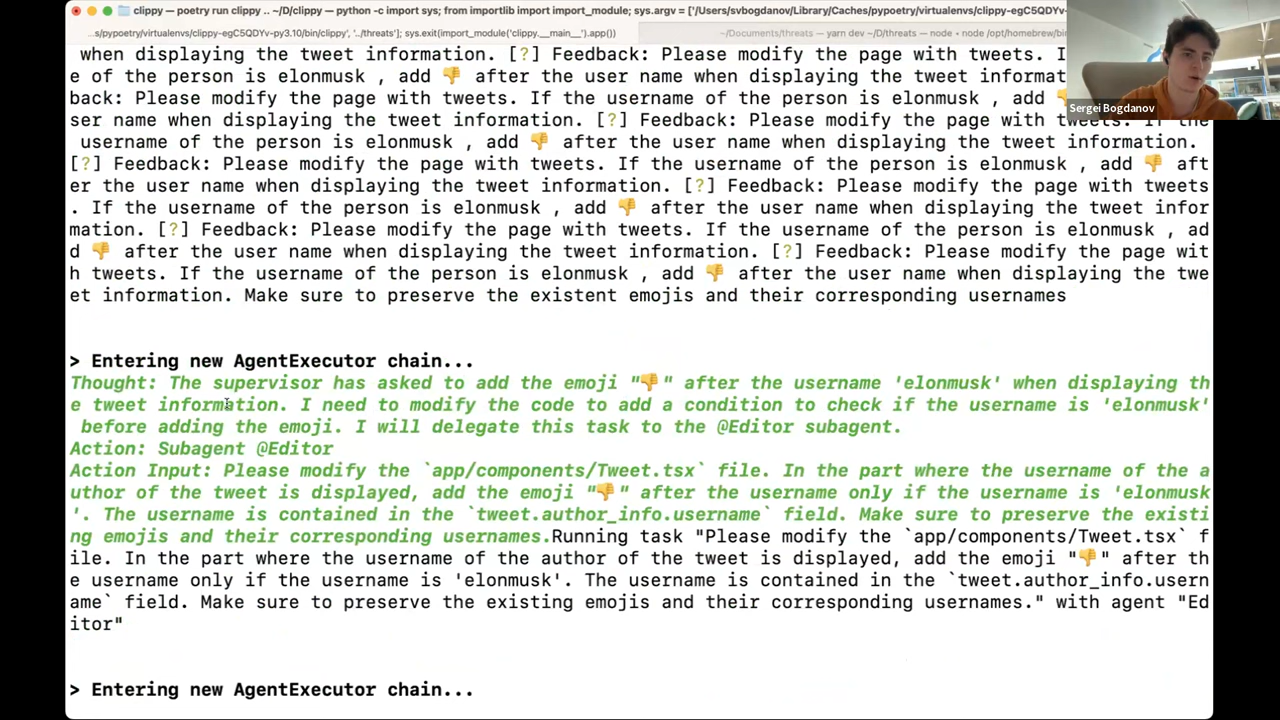 clippy — poetry run clippy .. ~/D/clippy — python -c import sys; from importlib import import_module; sys.argv = ['/Users/svbogdanov/Library/Caches/pypoetry/virtualenvs/clippy-egC5QDYv-
...s/pypoetry/virtualenvs/clippy-egC5QDYv-py3.10/bin/clippy', '../threats']; sys.exit(import_module('clippy.__main__').app())
~/Documents/threats — yarn dev ~/D/threats — node ◂ node /opt/homebrew/bin
when displaying the tweet information. [?] Feedback: Please modify the page with tweets. I
e of the person is elonmusk , add 👎 after the user name when displaying the tweet informat
back: Please modify the page with tweets. If the username of the person is elonmusk , add
ser name when displaying the tweet information. [?] Feedback: Please modify the page with tweets. If the
username of the person is elonmusk , add 👎 after the user name when displaying the tweet information.
[?] Feedback: Please modify the page with tweets. If the username of the person is elonmusk , add 👎 aft
er the user name when displaying the tweet information. [?] Feedback: Please modify the page with tweets
. If the username of the person is elonmusk , add 👎 after the user name when displaying the tweet infor
mation. [?] Feedback: Please modify the page with tweets. If the username of the person is elonmusk , ad
d 👎 after the user name when displaying the tweet information. [?] Feedback: Please modify the page wit
h tweets. If the username of the person is elonmusk , add 👎 after the user name when displaying the twe
et information. Make sure to preserve the existent emojis and their corresponding usernames
> Entering new AgentExecutor chain...
Thought: The supervisor has asked to add the emoji "👎" after the username 'elonmusk' when displaying th
e tweet information. I need to modify the code to add a condition to check if the username is 'elonmusk'
before adding the emoji. I will delegate this task to the @Editor subagent.
Action: Subagent @Editor
Action Input: Please modify the `app/components/Tweet.tsx` file. In the part where the username of the a
uthor of the tweet is displayed, add the emoji "👎" after the username only if the username is 'elonmusk
'. The username is contained in the `tweet.author_info.username` field. Make sure to preserve the existi
ng emojis and their corresponding usernames.Running task "Please modify the `app/components/Tweet.tsx` f
ile. In the part where the username of the author of the tweet is displayed, add the emoji "👎" after th
e username only if the username is 'elonmusk'. The username is contained in the `tweet.author_info.usern
ame` field. Make sure to preserve the existing emojis and their corresponding usernames." with agent "Ed
itor"
> Entering new AgentExecutor chain...
Sergei Bogdanov